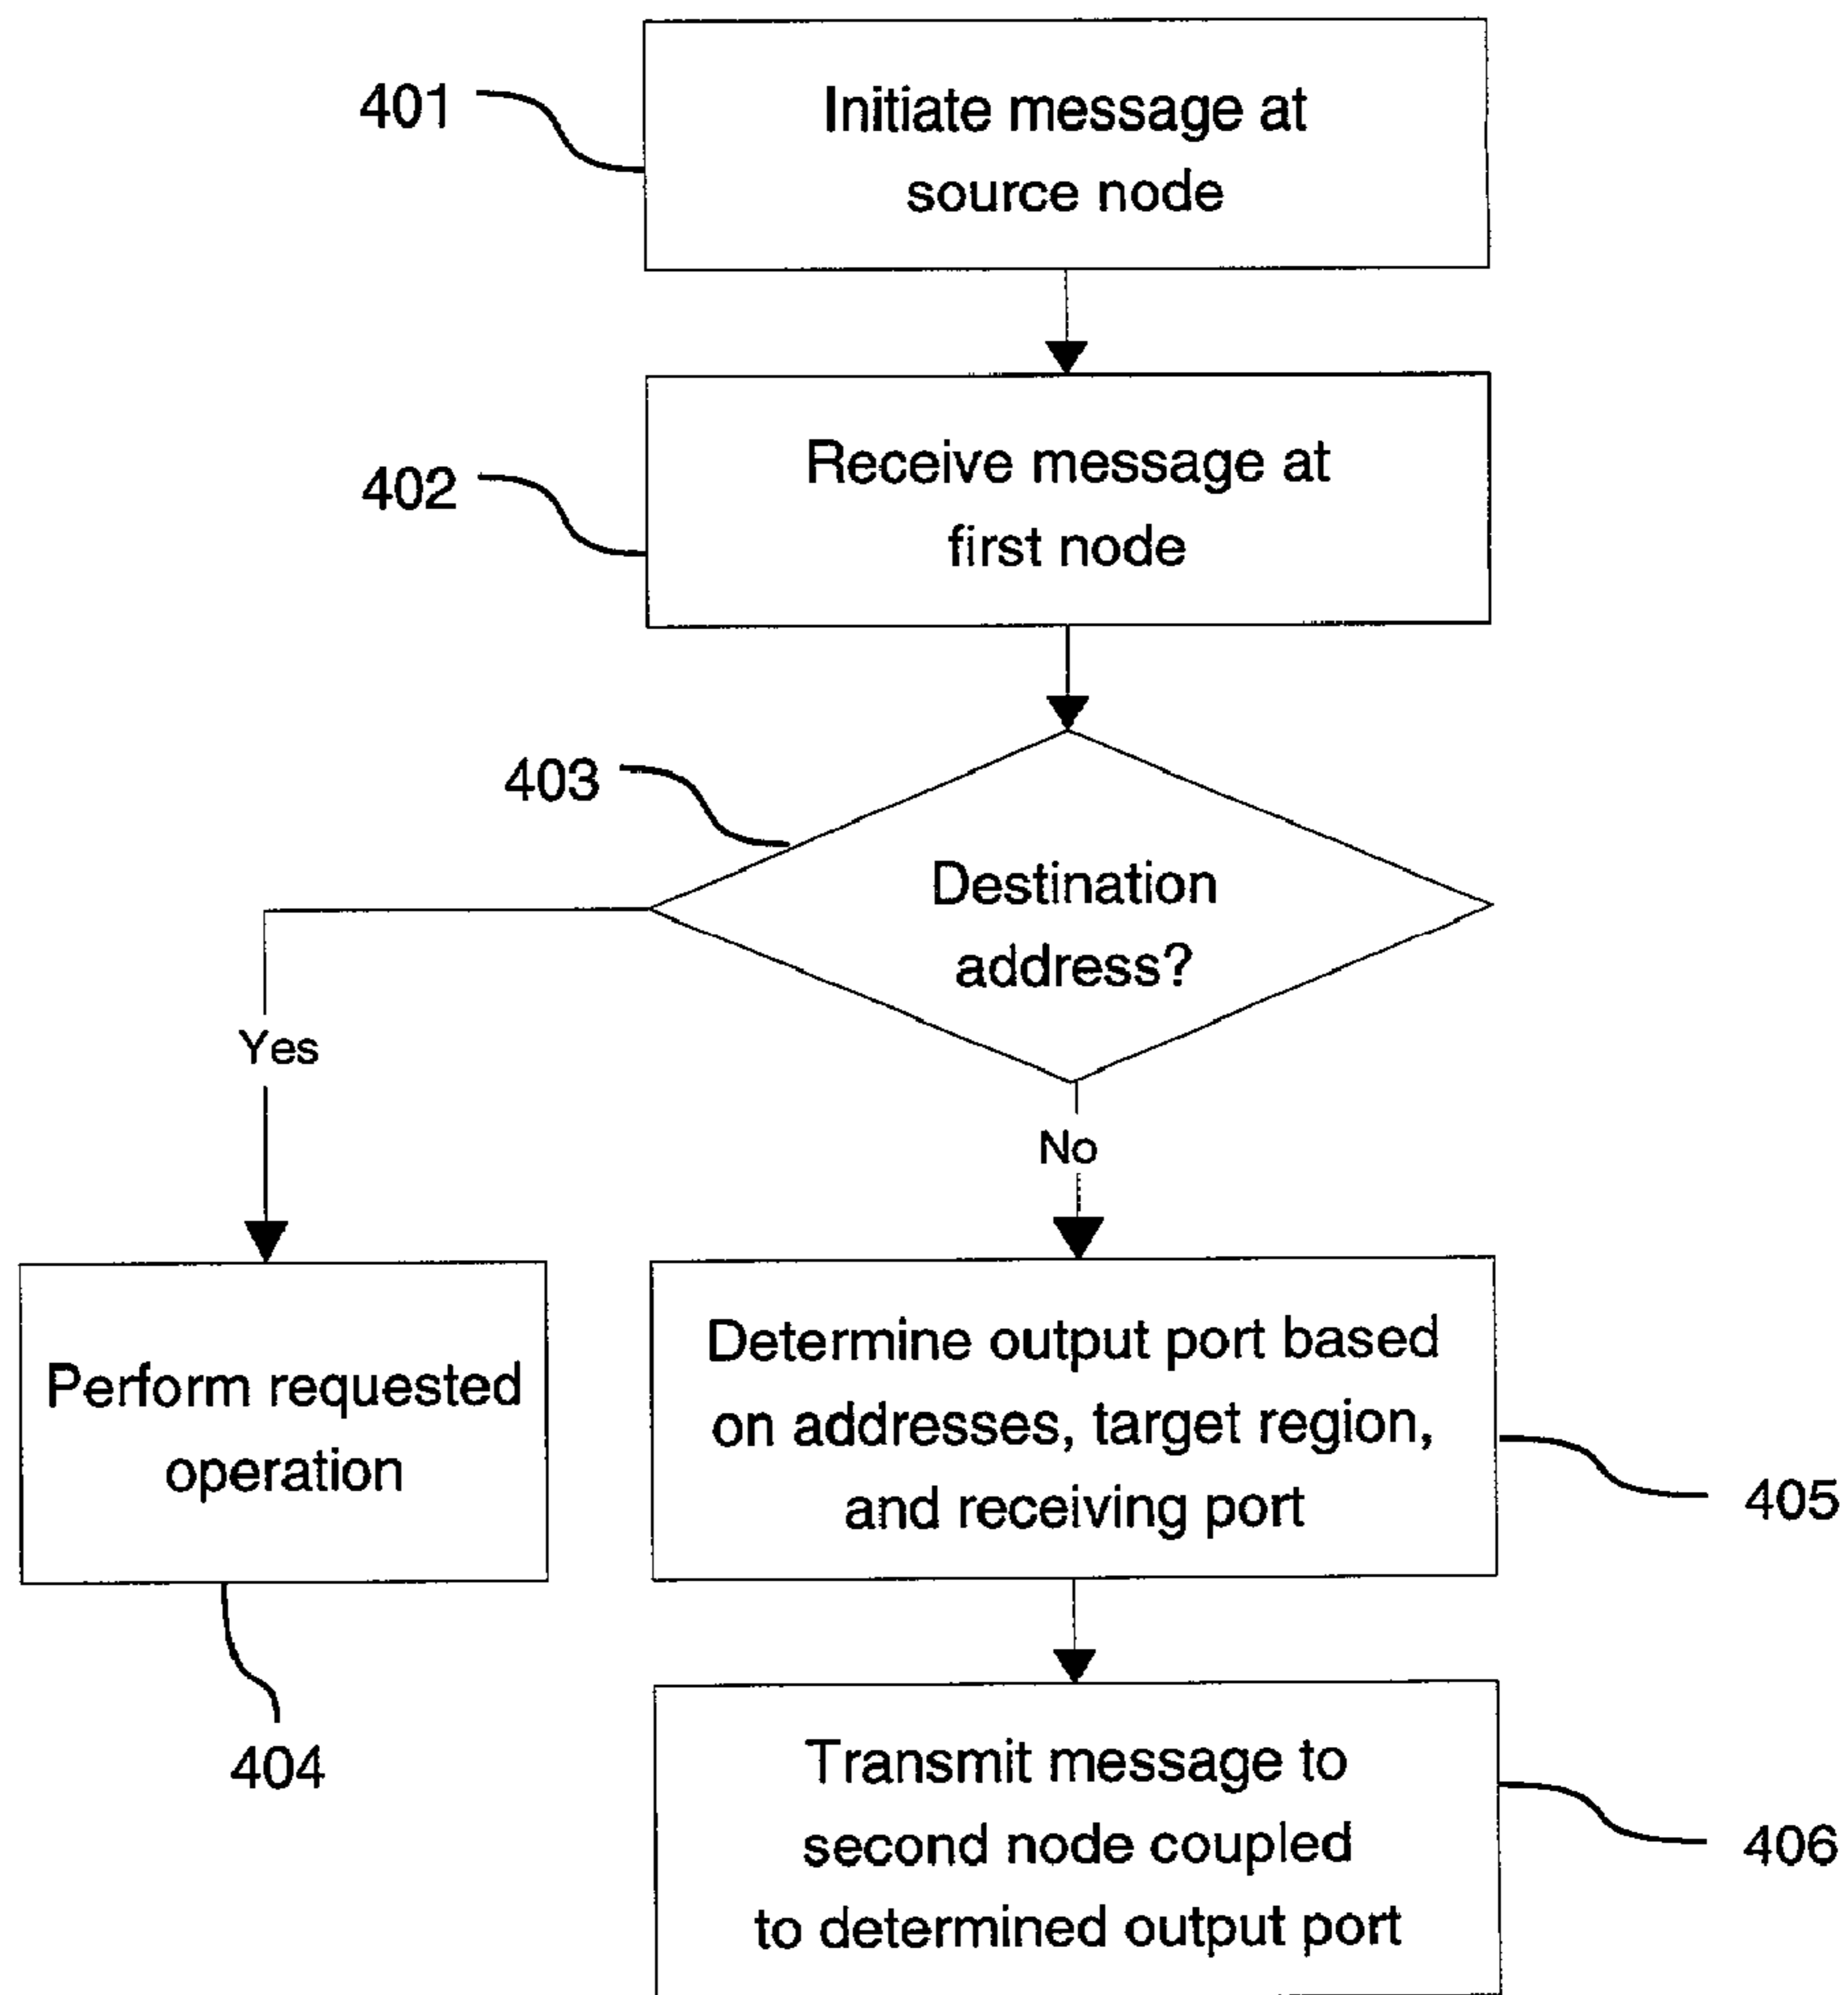 401
Initiate message at
source node
402
Receive message at
first node
403
Destination
address?
Yes
No
Perform requested
operation
404
Determine output port based
on addresses, target region,
and receiving port
405
Transmit message to
second node coupled
to determined output port
406